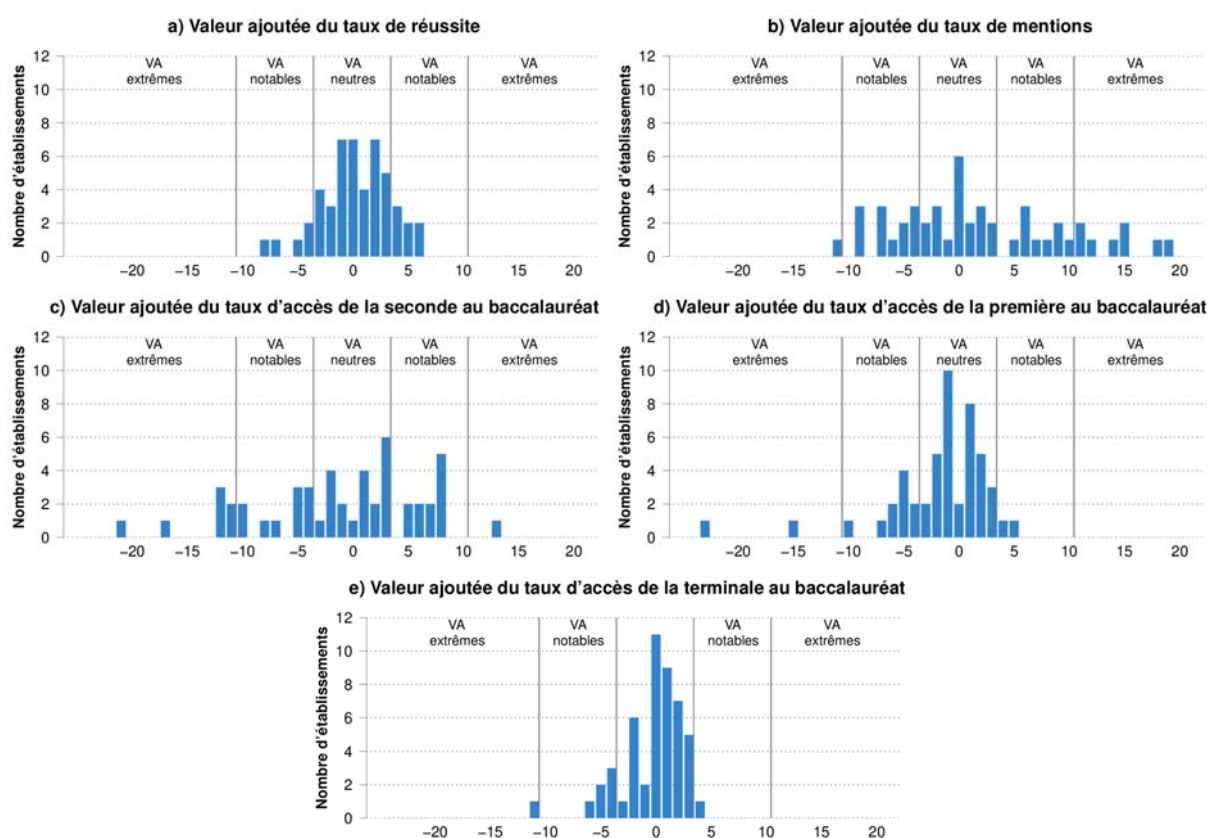 a) Valeur ajoutée du taux de réussite
Nombre d'établissements
12
10
8
6
4
2
0
VA VA VA VA VA
extrêmes notables neutres notables extrêmes
−20 −15 −10 −5 0 5 10 15 20
b) Valeur ajoutée du taux de mentions
Nombre d'établissements
12
10
8
6
4
2
0
VA VA VA VA VA
extrêmes notables neutres notables extrêmes
−20 −15 −10 −5 0 5 10 15 20
c) Valeur ajoutée du taux d'accès de la seconde au baccalauréat
Nombre d'établissements
12
10
8
6
4
2
0
VA VA VA VA VA
extrêmes notables neutres notables extrêmes
−20 −15 −10 −5 0 5 10 15 20
d) Valeur ajoutée du taux d'accès de la première au baccalauréat
Nombre d'établissements
12
10
8
6
4
2
0
VA VA VA VA VA
extrêmes notables neutres notables extrêmes
−20 −15 −10 −5 0 5 10 15 20
e) Valeur ajoutée du taux d'accès de la terminale au baccalauréat
Nombre d'établissements
12
10
8
6
4
2
0
VA VA VA VA VA
extrêmes notables neutres notables extrêmes
−20 −15 −10 −5 0 5 10 15 20